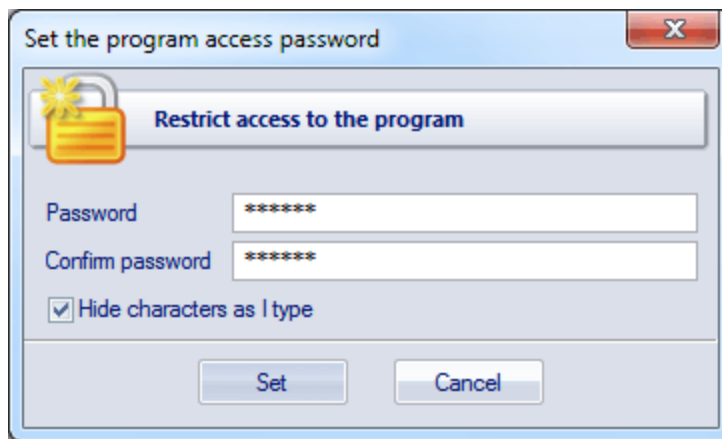 Set the program access password
x
Restrict access to the program
Password ******
Confirm password ******
Hide characters as I type
Set Cancel